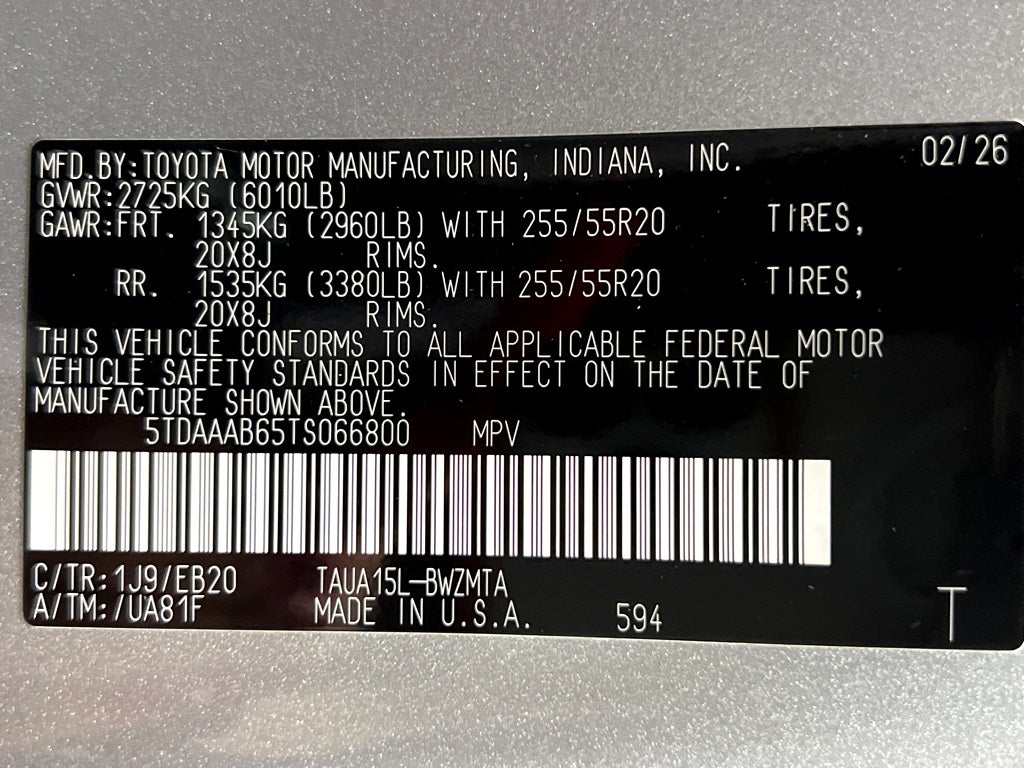 MFD.BY:TOYOTA MOTOR MANUFACTURING, INDIANA, INC. 02/26
GVWR:2725KG (6010LB)
GAWR:FRT. 1345KG (2960LB) WITH 255/55R20 TIRES,
20X8J RIMS.
RR. 1535KG (3380LB) WITH 255/55R20 TIRES,
20X8J RIMS.
THIS VEHICLE CONFORMS TO ALL APPLICABLE FEDERAL MOTOR
VEHICLE SAFETY STANDARDS IN EFFECT ON THE DATE OF
MANUFACTURE SHOWN ABOVE.
5TDAAAB65TS066800 MPV
C/TR:1J9/EB20 TAUA15L-BWZMTA
A/TM:/UA81F MADE IN U.S.A. 594 T